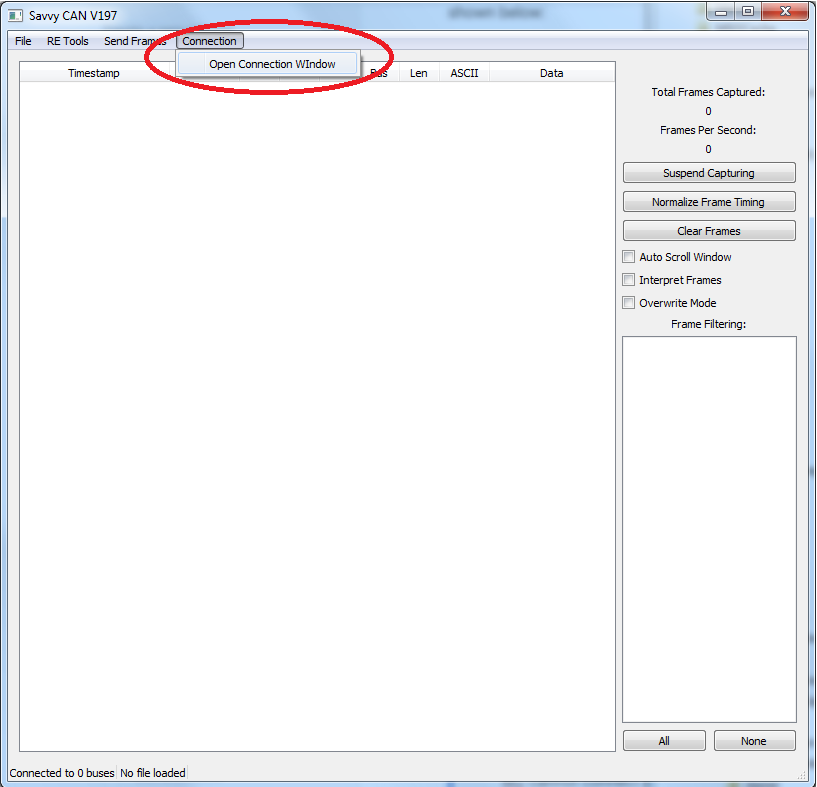 Savvy CAN V197
File RE Tools Send Frames Connection
Open Connection WIndow
Timestamp Bus Len ASCII Data
Total Frames Captured:
0
Frames Per Second:
0
Suspend Capturing
Normalize Frame Timing
Clear Frames
Auto Scroll Window
Interpret Frames
Overwrite Mode
Frame Filtering:
All None
Connected to 0 buses No file loaded